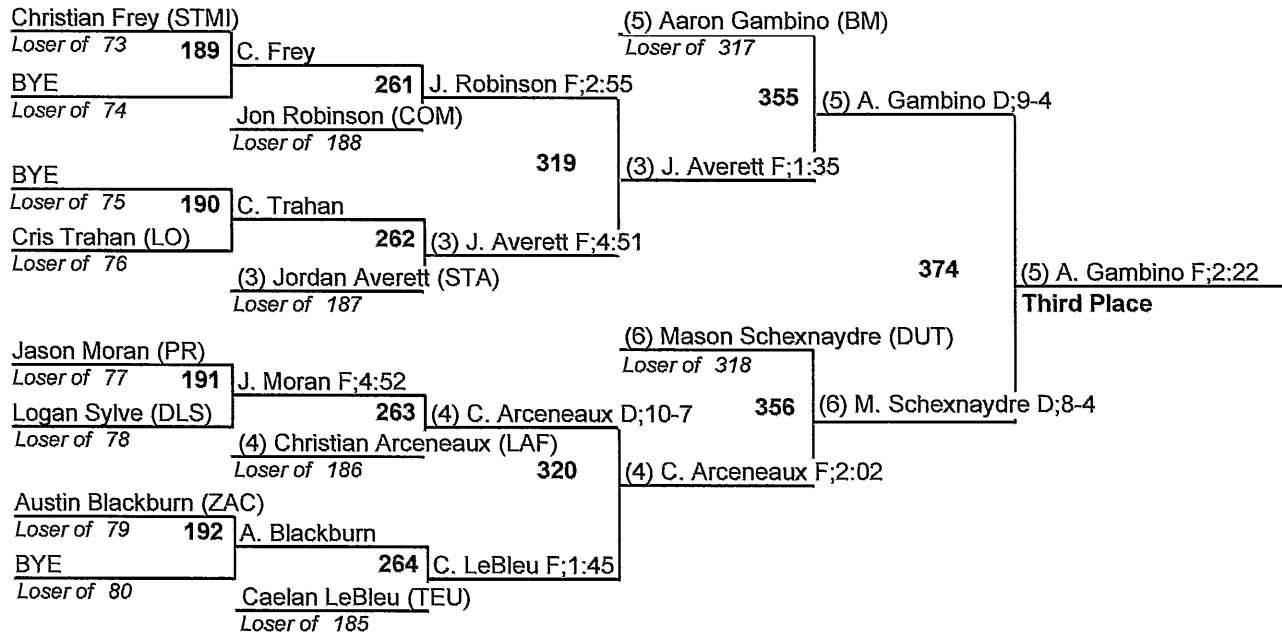 Christian Frey (STMI)
Loser of 73
189
C. Frey
BYE
Loser of 74
261
J. Robinson F;2:55
Jon Robinson (COM)
Loser of 188
319
BYE
Loser of 75
190
C. Trahan
Cris Trahan (LO)
Loser of 76
262
(3) J. Averett F;4:51
(3) Jordan Averett (STA)
Loser of 187
(5) Aaron Gambino (BM)
Loser of 317
355
(5) A. Gambino D;9-4
(3) J. Averett F;1:35
374
(5) A. Gambino F;2:22
Third Place
Jason Moran (PR)
Loser of 77
191
J. Moran F;4:52
Logan Sylve (DLS)
Loser of 78
263
(4) C. Arceneaux D;10-7
(4) Christian Arceneaux (LAF)
Loser of 186
320
Austin Blackburn (ZAC)
Loser of 79
192
A. Blackburn
BYE
Loser of 80
264
C. LeBleu F;1:45
Caelan LeBleu (TEU)
Loser of 185
(6) Mason Schexnaydre (DUT)
Loser of 318
356
(6) M. Schexnaydre D;8-4
(4) C. Arceneaux F;2:02